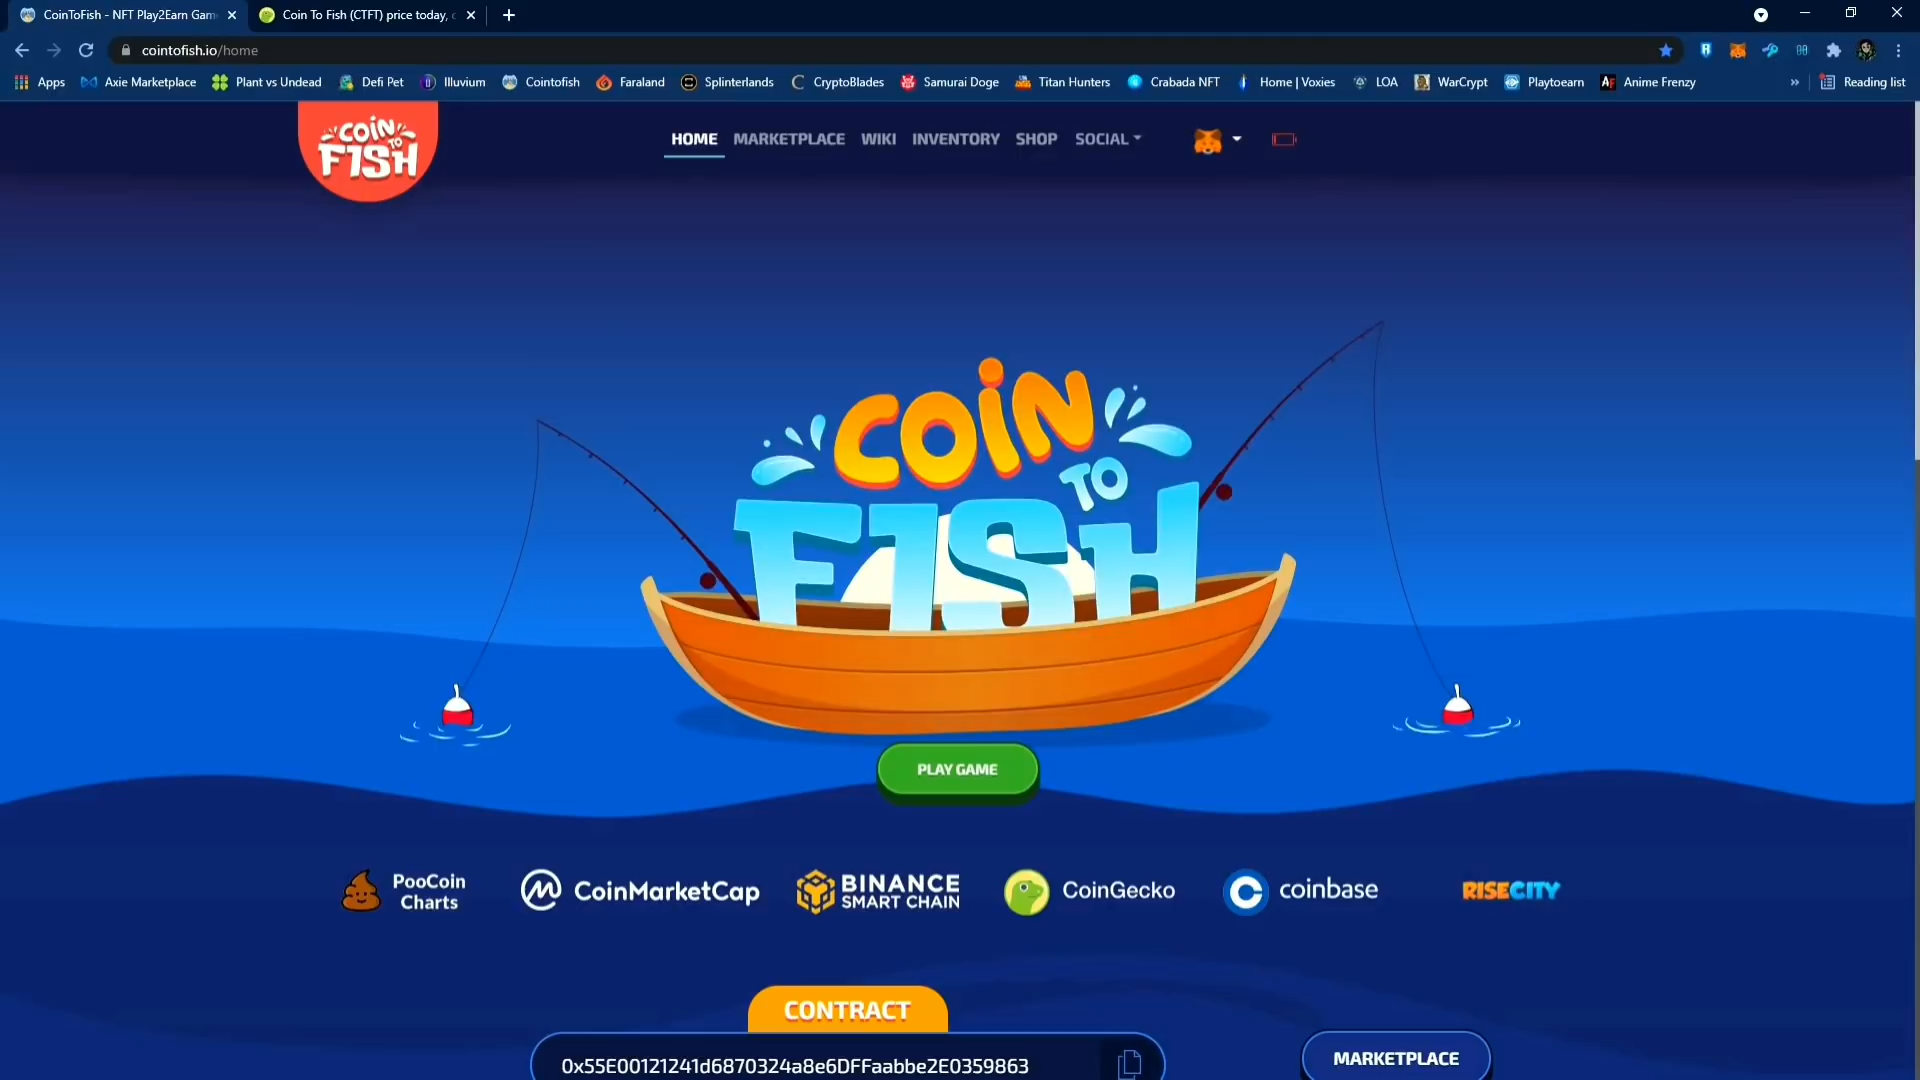 CoinToFish - NFT Play2Earn Gam
Coin To Fish (CTFT) price today, c
cointofish.io/home
Apps
Axie Marketplace
Plant vs Undead
Defi Pet
Illuvium
Cointofish
Faraland
Splinterlands
CryptoBlades
Samurai Doge
Titan Hunters
Crabada NFT
Home | Voxies
LOA
WarCrypt
Playtoearn
Anime Frenzy
»
Reading list
COIN
TO
FISH
HOME
MARKETPLACE
WIKI
INVENTORY
SHOP
SOCIAL
COIN
TO
FISH
PLAY GAME
PooCoin
Charts
CoinMarketCap
BINANCE
SMART CHAIN
CoinGecko
coinbase
RISECITY
CONTRACT
0x55E00121241d6870324a8e6DFFaabbe2E0359863
MARKETPLACE